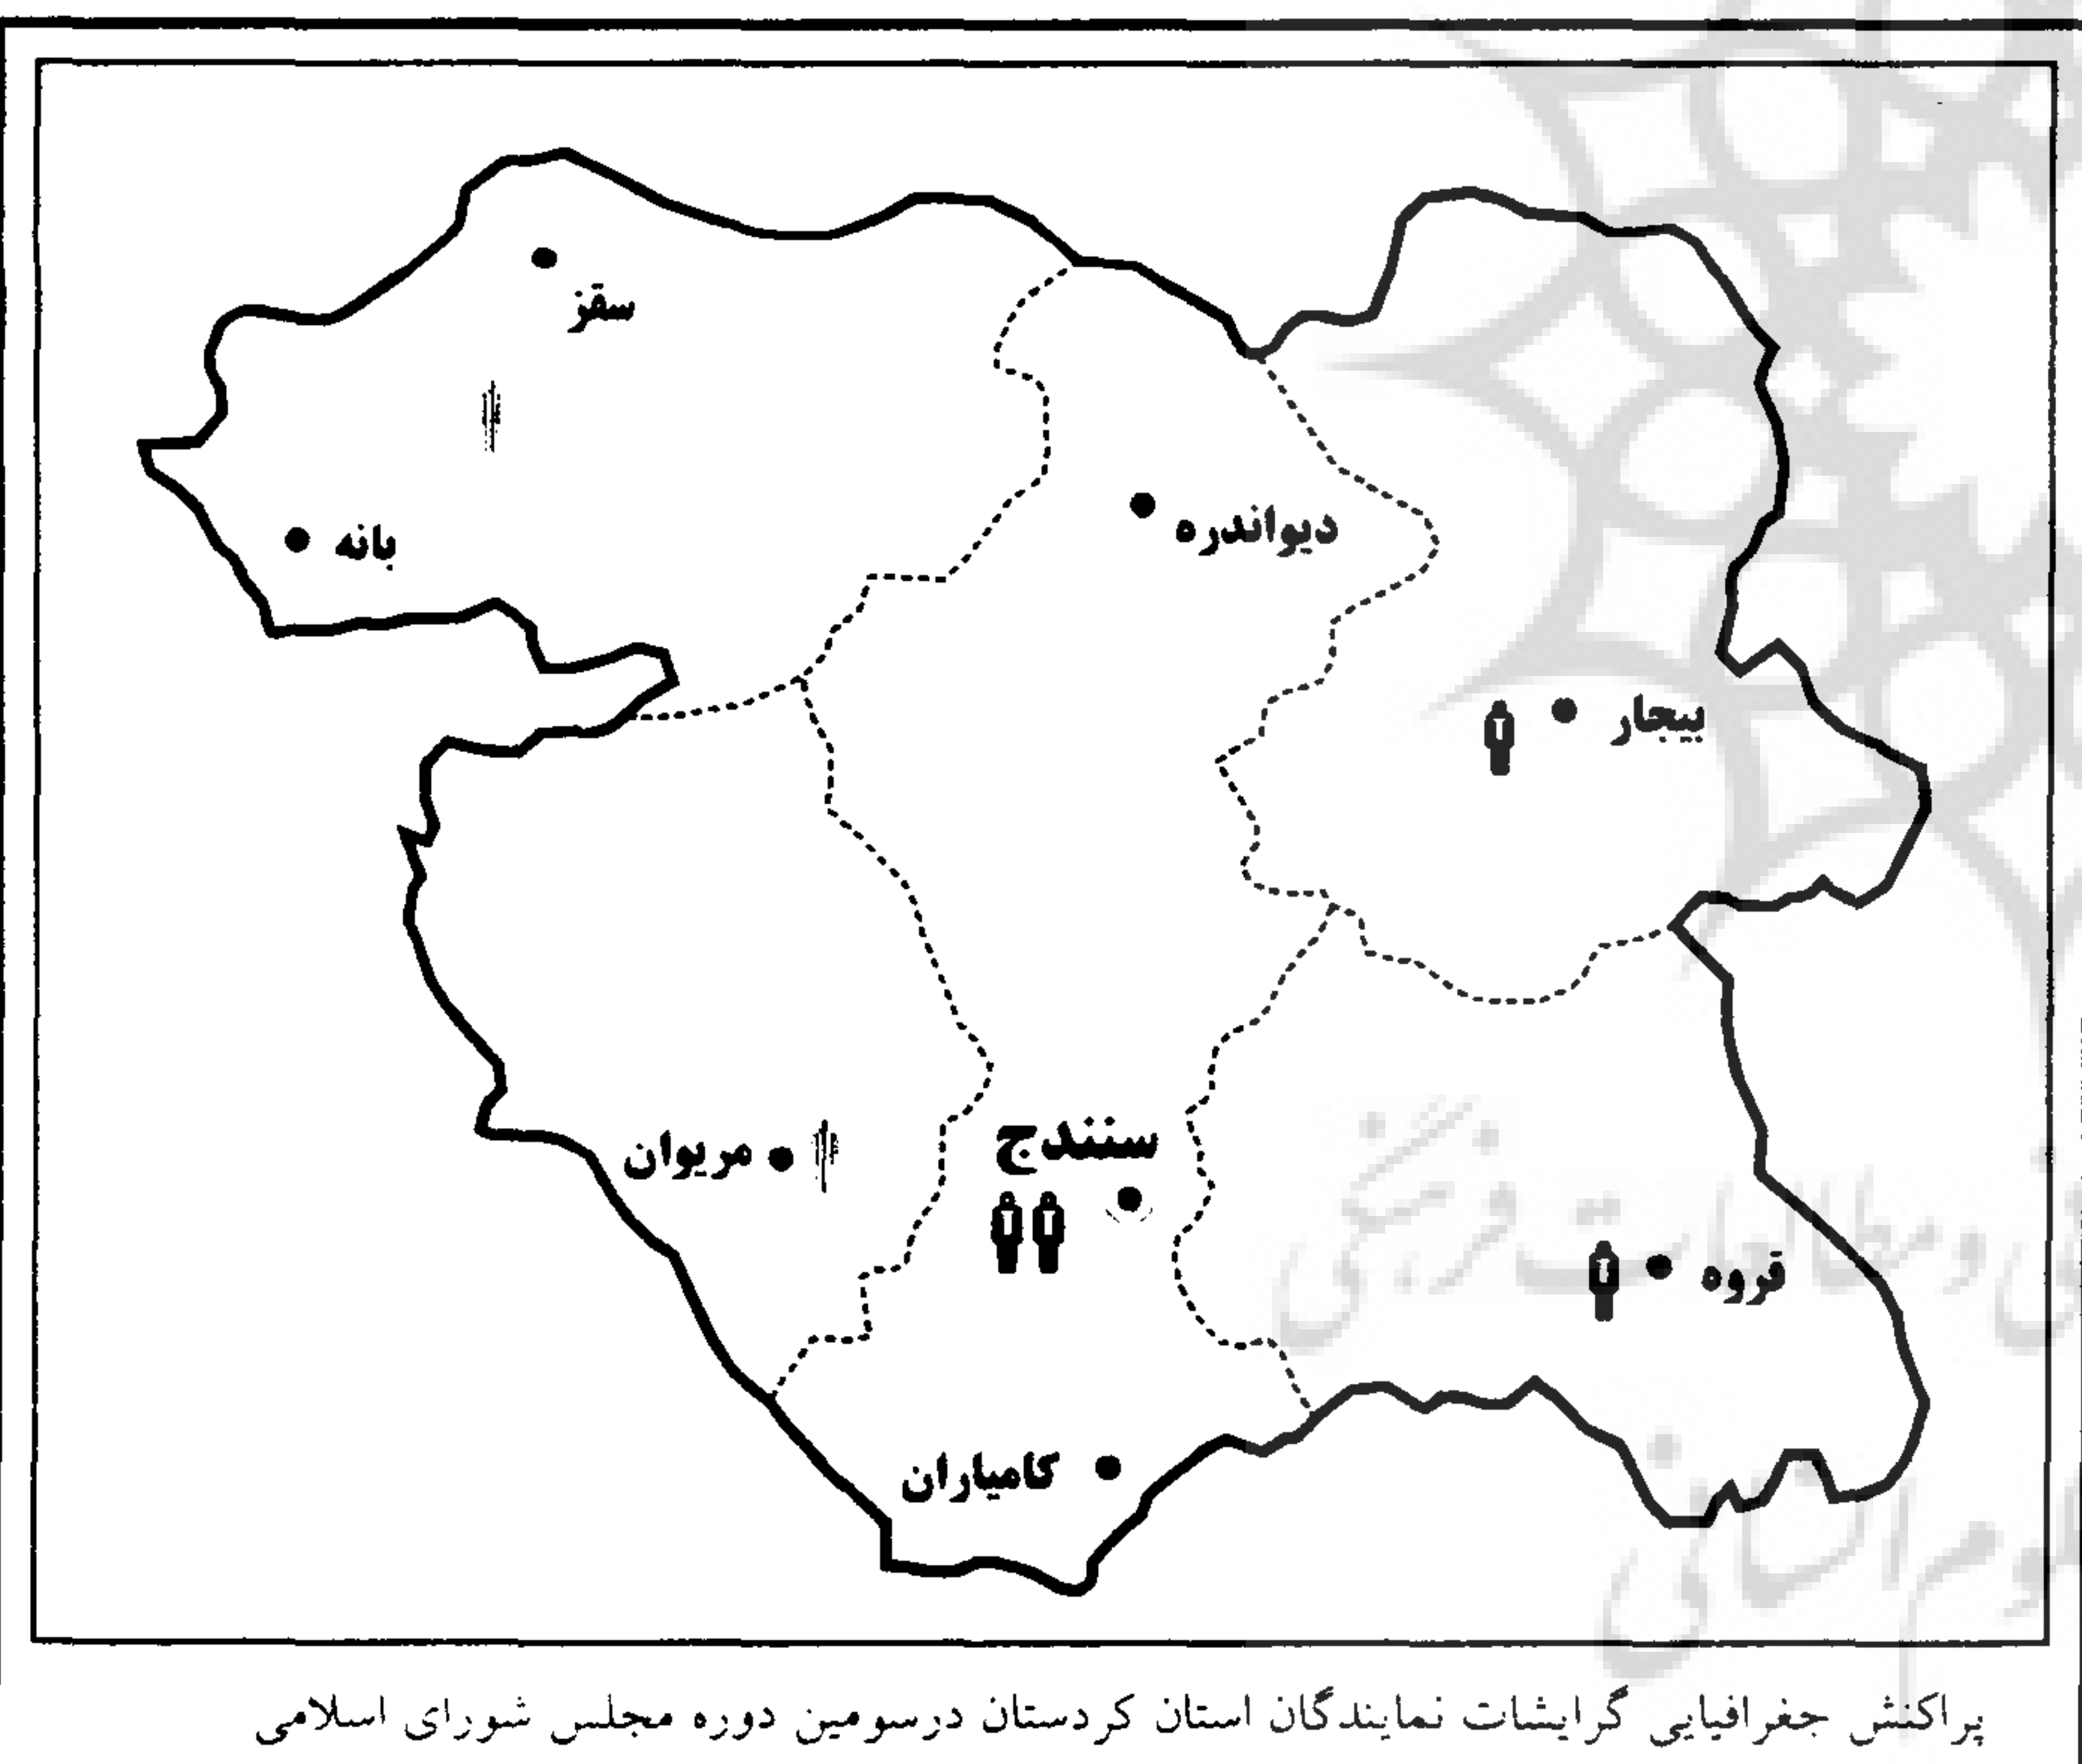 سقز
بانه
دیواندره
بیجار
مریوان
سنندج
قروه
کامیاران
پراکنش جغرافیایی گرایشات نمایندگان استان کردستان درسومین دوره مجلس شورای اسلامی